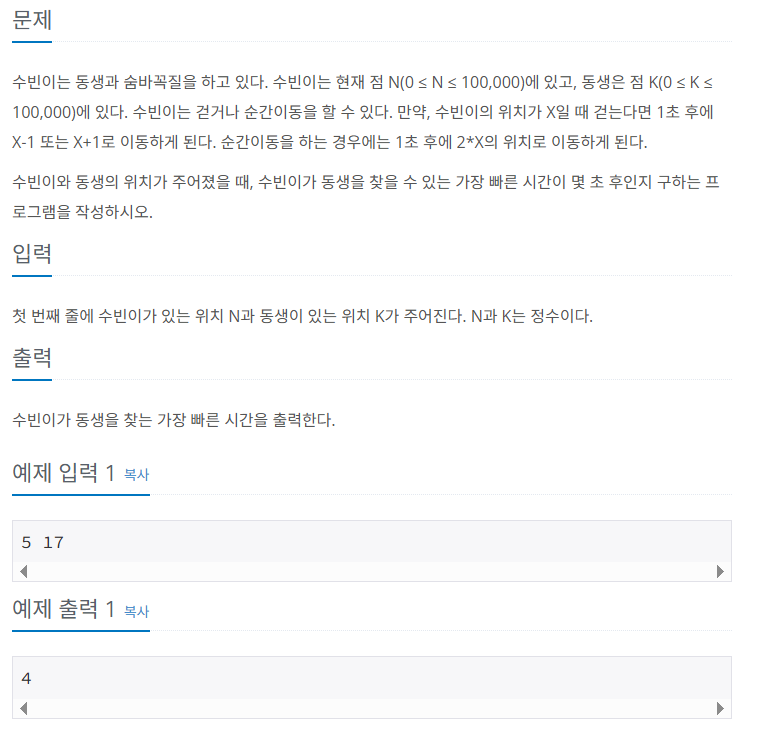 문제
수빈이는 동생과 숨바꼭질을 하고 있다. 수빈이는 현재 점 N(0 ≤ N ≤ 100,000)에 있고, 동생은 점 K(0 ≤ K ≤
100,000)에 있다. 수빈이는 걷거나 순간이동을 할 수 있다. 만약, 수빈이의 위치가 X일 때 걷는다면 1초 후에
X-1 또는 X+1로 이동하게 된다. 순간이동을 하는 경우에는 1초 후에 2*X의 위치로 이동하게 된다.
수빈이와 동생의 위치가 주어졌을 때, 수빈이가 동생을 찾을 수 있는 가장 빠른 시간이 몇 초 후인지 구하는 프
로그램을 작성하시오.
입력
첫 번째 줄에 수빈이가 있는 위치 N과 동생이 있는 위치 K가 주어진다. N과 K는 정수이다.
출력
수빈이가 동생을 찾는 가장 빠른 시간을 출력한다.
예제 입력 1 복사
5 17
예제 출력 1 복사
4